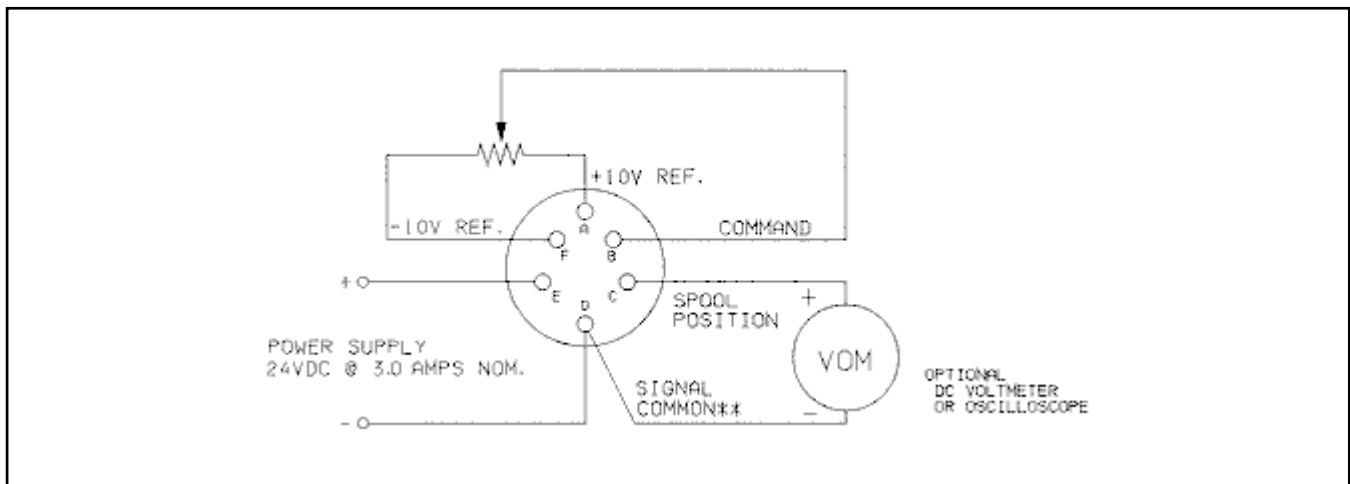 +10V REF.
A
-10V REF.
F
B
COMMAND
+
E
C
D
SPOOL
POSITION
+
POWER SUPPLY
24VDC @ 3.0 AMPS NOM.
VOM
OPTIONAL
DC VOLTMETER
OR OSCILLOSCOPE
SIGNAL
COMMON**
-
-